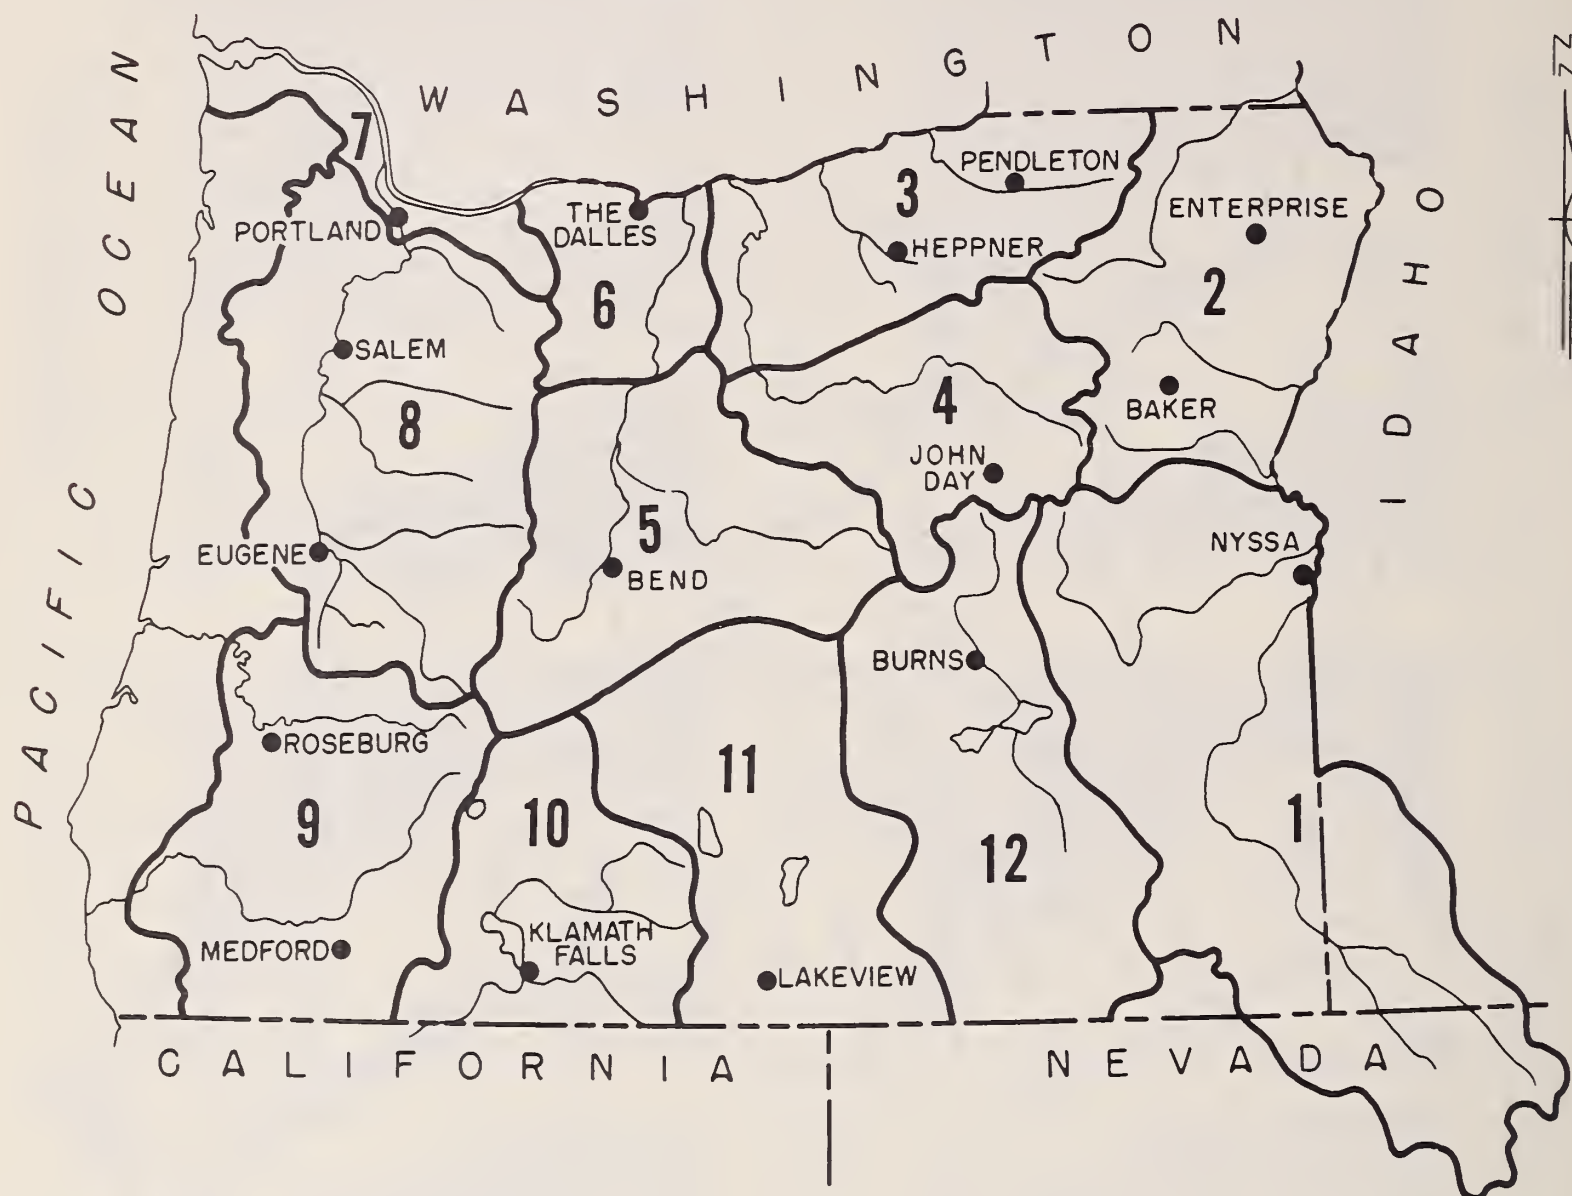 WASHINGTON
PACIFIC OCEAN
IDAHO
N
7
PENDLETON
3
ENTERPRISE
THE
DALLES
PORTLAND
HEPPNER
6
2
SALEM
8
4
BAKER
JOHN
DAY
5
NYSSA
EUGENE
BEND
BURNS
ROSEBURG
11
9
10
1
12
KLAMATH
FALLS
MEDFORD
LAKEVIEW
CALIFORNIA
NEVADA